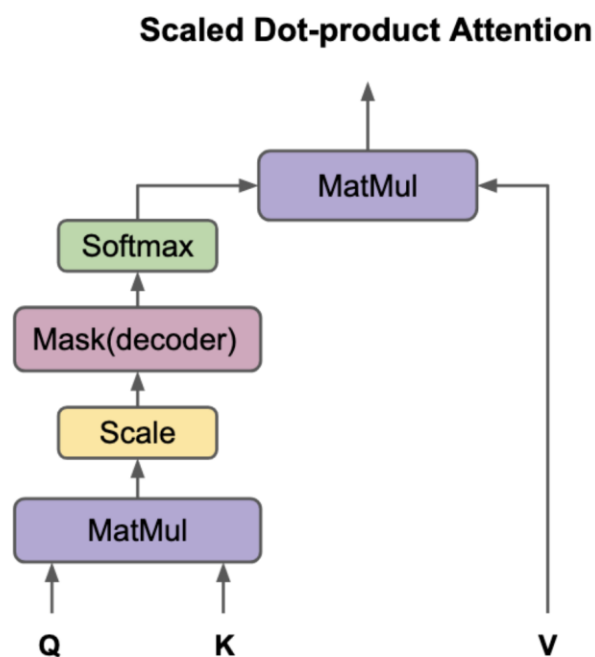 Scaled Dot-product Attention
MatMul
Softmax
Mask(decoder)
Scale
MatMul
Q K V